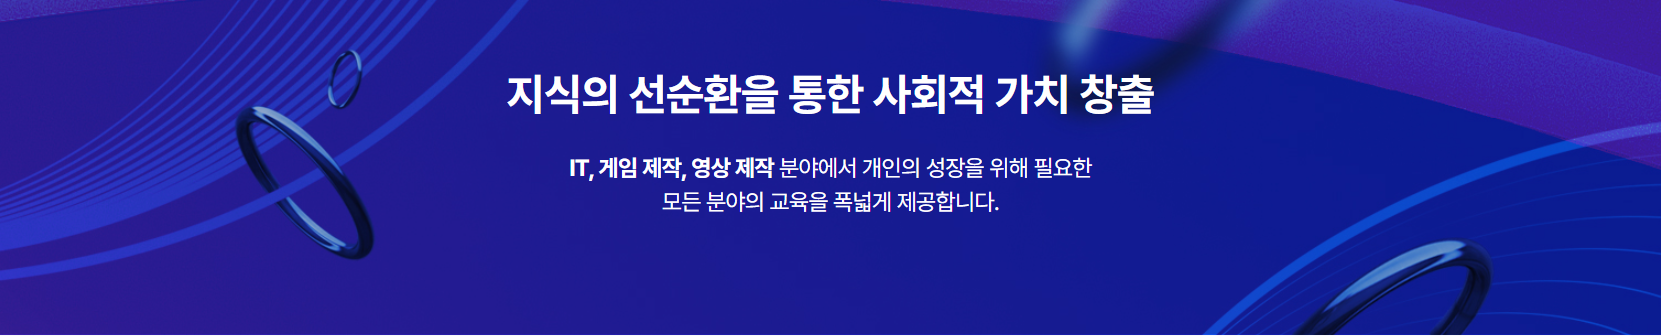 지식의 선순환을 통한 사회적 가치 창출
IT, 게임 제작, 영상 제작 분야에서 개인의 성장을 위해 필요한
모든 분야의 교육을 폭넓게 제공합니다.